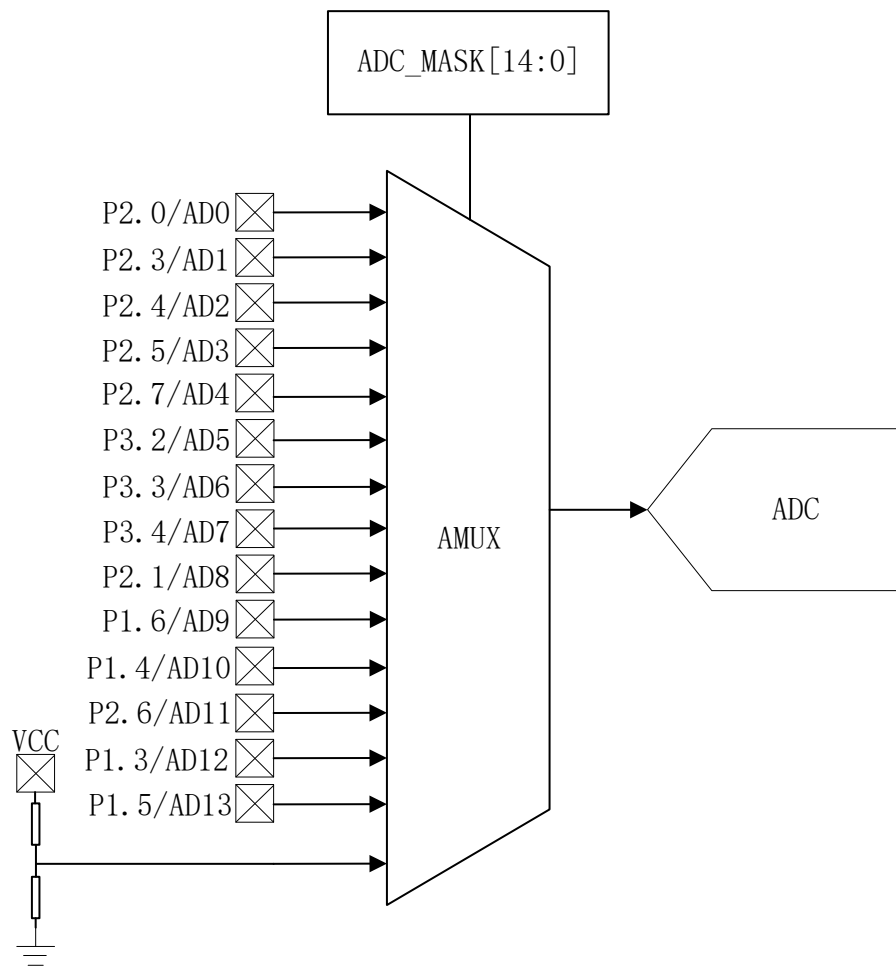 ADC_MASK[14:0]
P2.0/AD0
P2.3/AD1
P2.4/AD2
P2.5/AD3
P2.7/AD4
P3.2/AD5
P3.3/AD6
P3.4/AD7
P2.1/AD8
P1.6/AD9
P1.4/AD10
P2.6/AD11
P1.3/AD12
P1.5/AD13
VCC
AMUX
ADC